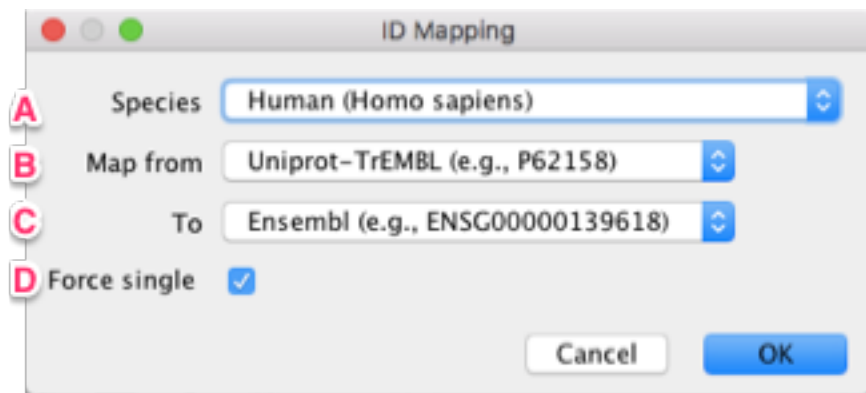 ID Mapping
A Species Human (Homo sapiens)
B Map from Uniprot-TrEMBL (e.g., P62158)
C To Ensembl (e.g., ENSG00000139618)
D Force single
Cancel OK